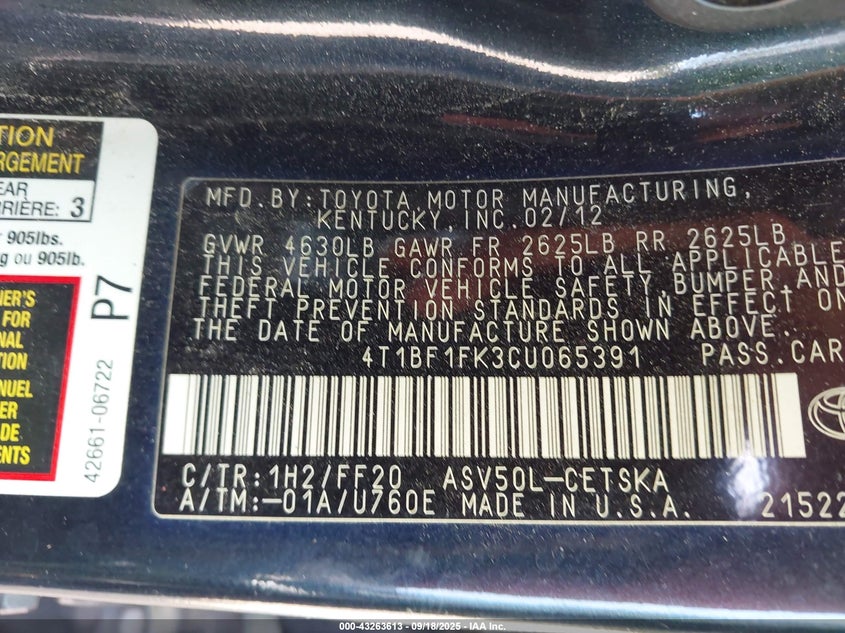 TION
RGEMENT
EAR
RRIÈRE: 3
r 905lbs.
ng ou 905lb.
NER'S
FOR
NAL
TION
ANUEL
ER
DE
ENTS
42661-06722 P7
MFD.BY:TOYOTA MOTOR MANUFACTURING,
KENTUCKY,INC.02/12
GVWR 4630LB GAWR FR 2625LB RR 2625LB
THIS VEHICLE CONFORMS TO ALL APPLICABLE
FEDERAL MOTOR VEHICLE SAFETY,BUMPER,AND
THEFT PREVENTION STANDARDS IN EFFECT ON
THE DATE OF MANUFACTURE SHOWN ABOVE.
4T1BF1FK3CU065391 PASS.CAR
C/TR:1H2/FF20 ASV50L-CETSKA
A/TM:-01A/U760E MADE IN U.S.A. 21522
000-43263613 - 09/18/2025 - IAA Inc.